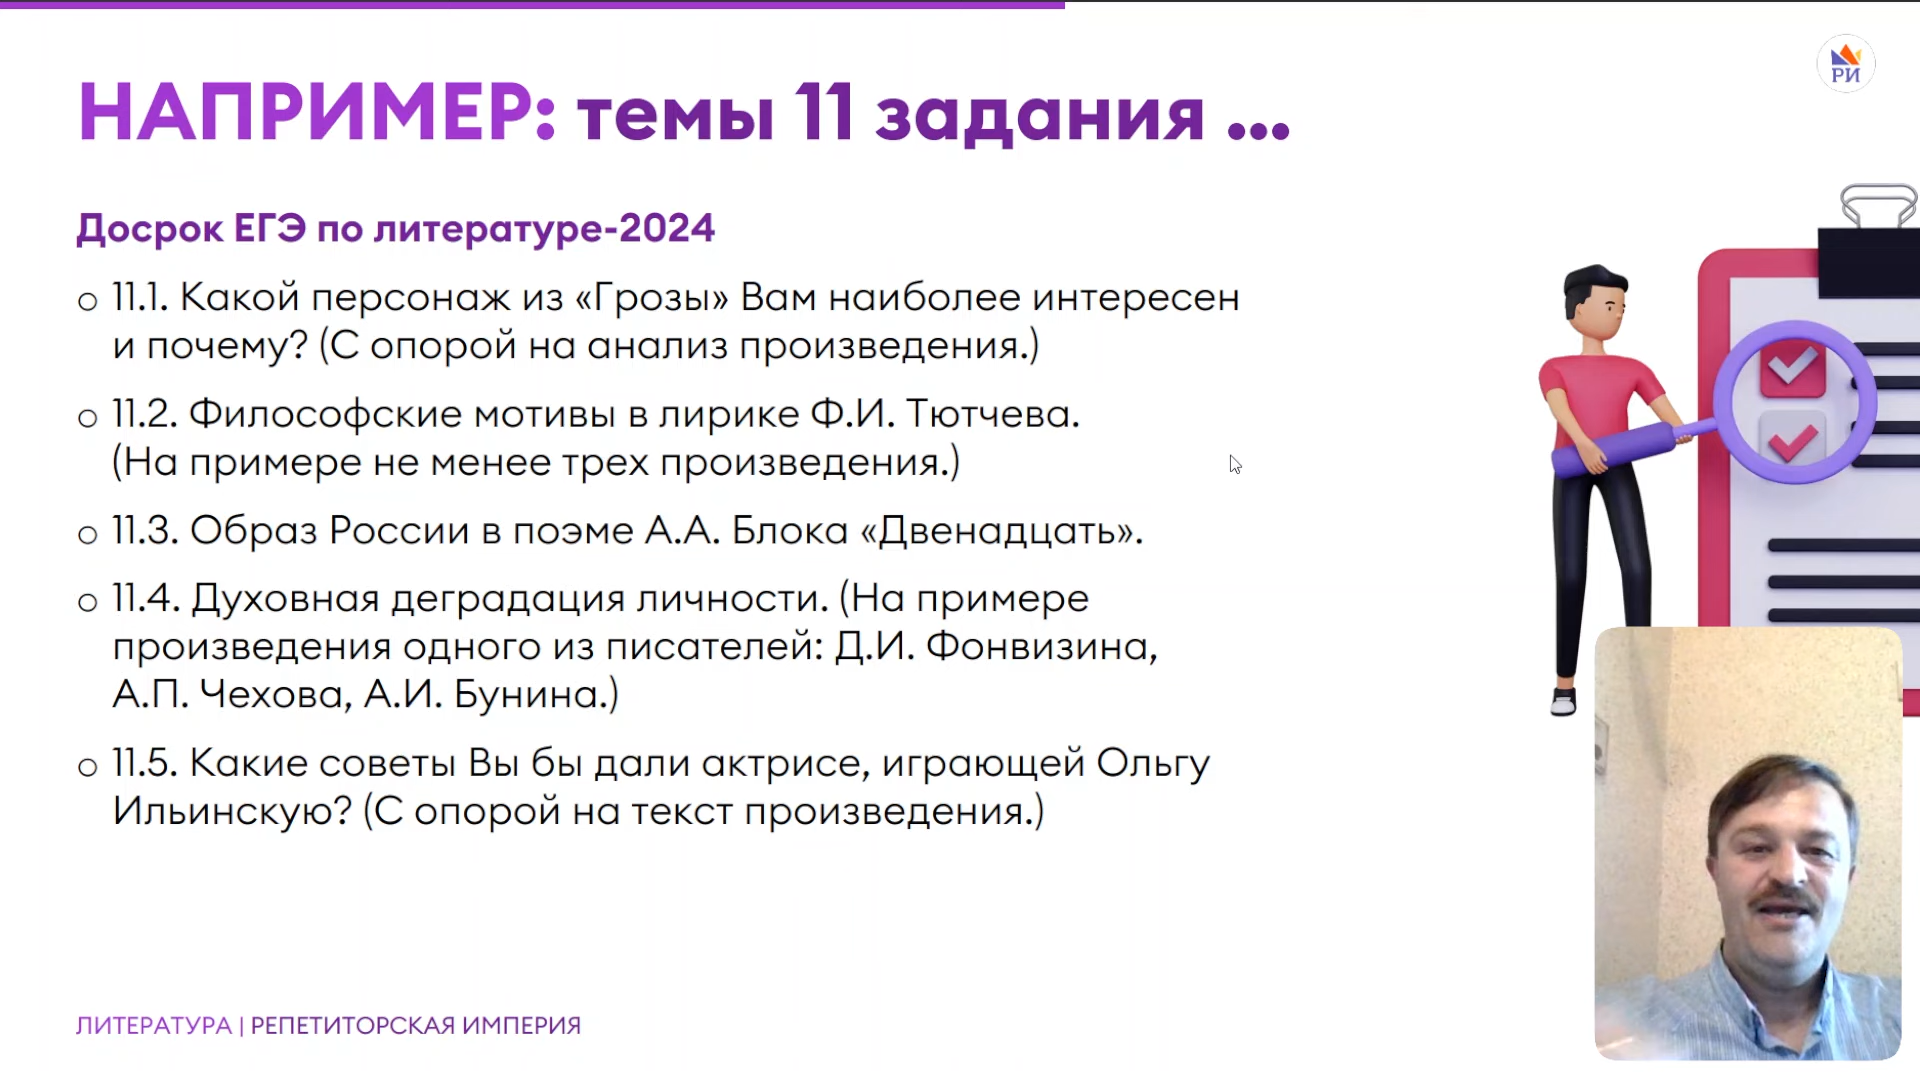 РИ
НАПРИМЕР: темы 11 задания ...
Досрок ЕГЭ по литературе-2024
○ 11.1. Какой персонаж из «Грозы» Вам наиболее интересен
и почему? (С опорой на анализ произведения.)
○ 11.2. Философские мотивы в лирике Ф.И. Тютчева.
(На примере не менее трех произведения.)
○ 11.3. Образ России в поэме А.А. Блока «Двенадцать».
○ 11.4. Духовная деградация личности. (На примере
произведения одного из писателей: Д.И. Фонвизина,
А.П. Чехова, А.И. Бунина.)
○ 11.5. Какие советы Вы бы дали актрисе, играющей Ольгу
Ильинскую? (С опорой на текст произведения.)
ЛИТЕРАТУРА | РЕПЕТИТОРСКАЯ ИМПЕРИЯ